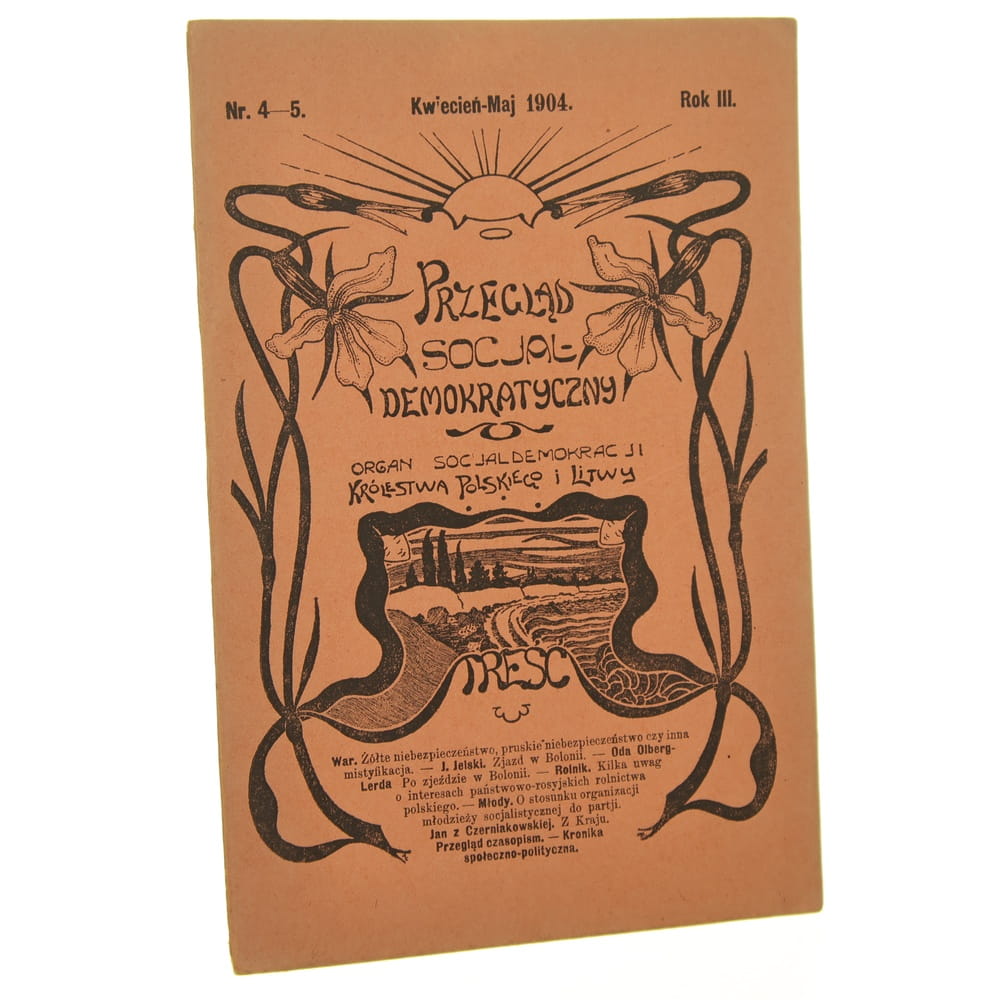 Nr. 4—5.
Kwiecień-Maj 1904.
Rok III.
PRZEGLĄD
SOCJAL-
DEMOKRATYCZNY
ORGAN SOCJALDEMOKRACJI
KRÓLESTWA POLSKIEGO i LITWY
TREŚĆ
War. Żółte niebezpieczeństwo, pruskie niebezpieczeństwo czy inna
mistyfikacja. — J. Jelski. Zjazd w Bolonii. — Oda Olberg-
Lerda Po zjeździe w Bolonii. — Rolnik. Kilka uwag
o interesach państwowo-rosyjskich rolnictwa
polskiego. — Młody. O stosunku organizacji
młodzieży socjalistycznej do partji.
Jan z Czerniakowskiej. Z Kraju.
Przegląd czasopism. — Kronika
społeczno-polityczna.